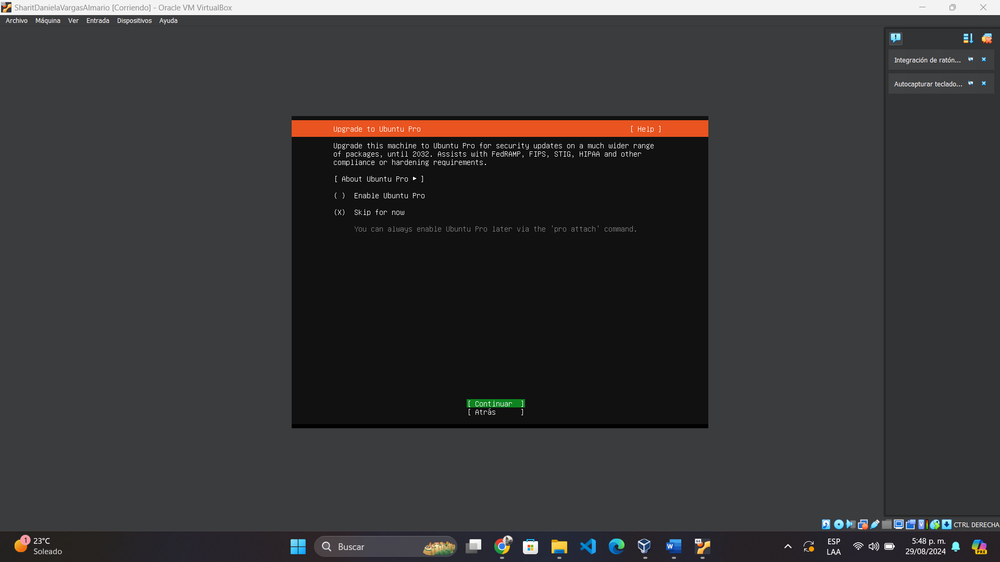 SharitDanielaVargasAlmario [Corriendo] - Oracle VM VirtualBox
Archivo Máquina Ver Entrada Dispositivos Ayuda
Integración de ratón...
Autocapturar teclado...
Upgrade to Ubuntu Pro [ Help ]
Upgrade this machine to Ubuntu Pro for security updates on a much wider range
of packages, until 2032. Assists with FedRAMP, FIPS, STIG, HIPAA and other
compliance or hardening requirements.
[ About Ubuntu Pro ► ]
( ) Enable Ubuntu Pro
(X) Skip for now
You can always enable Ubuntu Pro later via the 'pro attach' command.
[ Continuar ]
[ Atrás ]
CTRL DERECHA
1
23°C
Soleado
Buscar
ESP
LAA
5:48 p. m.
29/08/2024
PRE